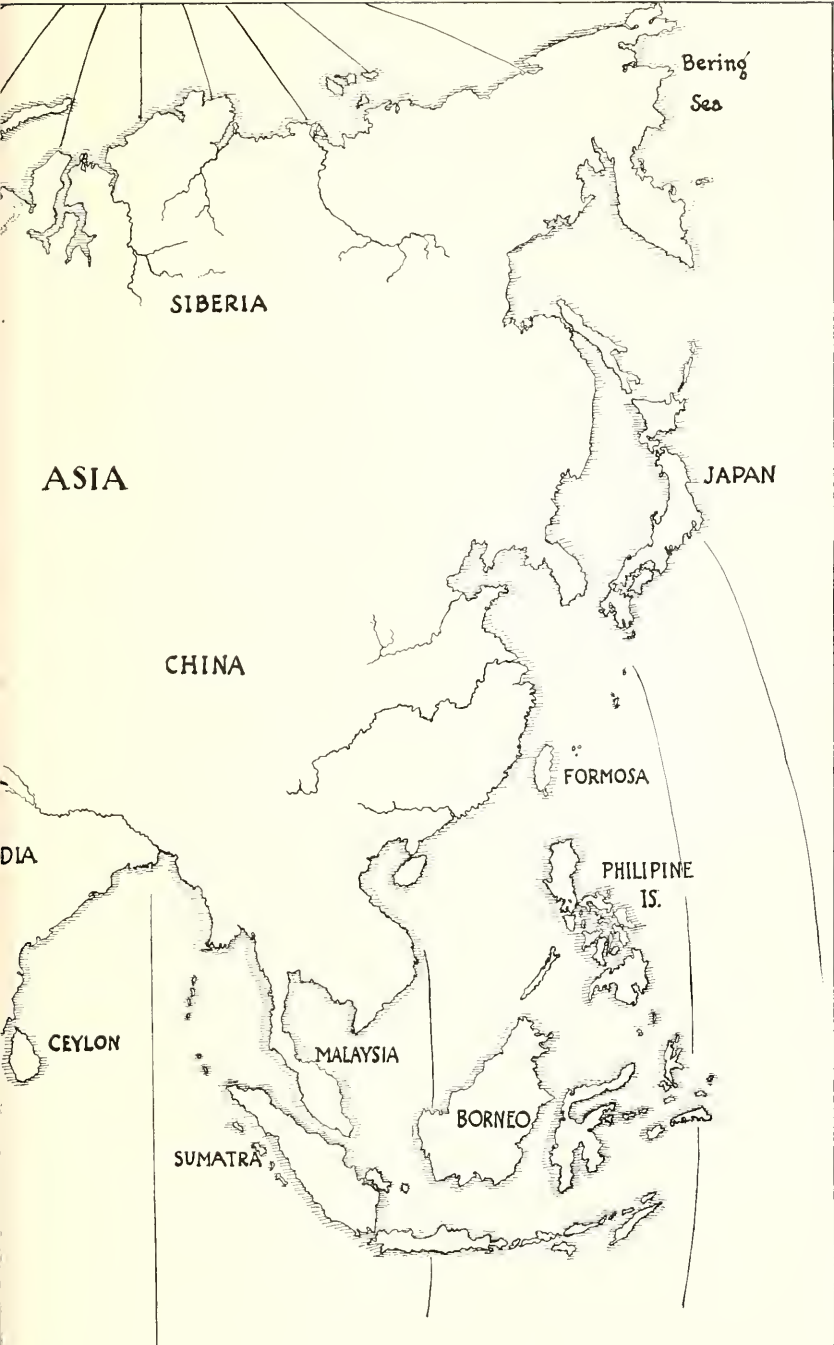 Bering
Sea
SIBERIA
ASIA
JAPAN
CHINA
FORMOSA
DIA
PHILIPINE
IS.
CEYLON
MALAYSIA
BORNEO
SUMATRA